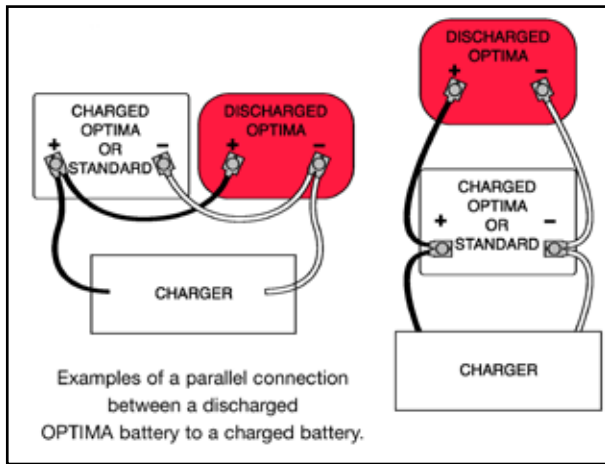 CHARGED
OPTIMA
OR
STANDARD
+
−
DISCHARGED
OPTIMA
+
−
CHARGER
Examples of a parallel connection
between a discharged
OPTIMA battery to a charged battery.
DISCHARGED
OPTIMA
+
−
CHARGED
OPTIMA
OR
STANDARD
+
−
CHARGER